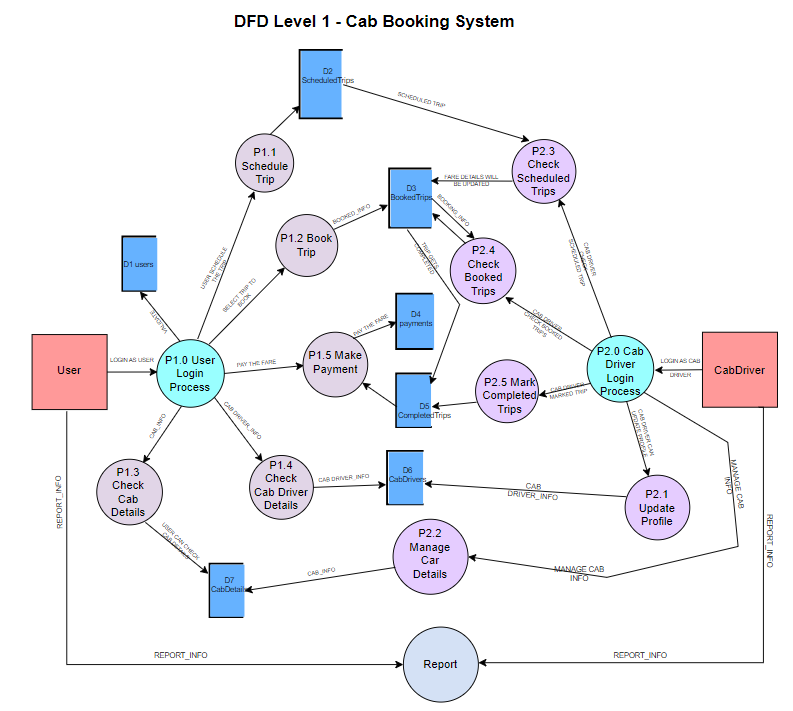 DFD Level 1 - Cab Booking System
D2
ScheduledTrips
SCHEDULED TRIP
P1.1
Schedule
Trip
P2.3
Check
Scheduled
Trips
FARE DETAILS WILL
BE UPDATED
D3
BookedTrips
BOOKED_INFO
BOOKING_INFO
P1.2 Book
Trip
P2.4
Check
Booked
Trips
D1 users
USER SCHEDULE
THE TRIP
SELECT TRIP TO
BOOK
TRIP GETS
COMPLETED
CAB DRIVER
SCHEDULED TRIP
VALIDATE
D4
payments
PAY THE FARE
CAB DRIVER
CHECK BOOKED
TRIPS
User
LOGIN AS USER
P1.0 User
Login
Process
PAY THE FARE
P1.5 Make
Payment
P2.0 Cab
Driver
Login
Process
LOGIN AS CAB
DRIVER
CabDriver
P2.5 Mark
Completed
Trips
CAB DRIVER
MARKED TRIP
D5
CompletedTrips
CAB_INFO
CAB DRIVER_INFO
CAB DRIVER CAN
UPDATE PROFILE
P1.3
Check
Cab
Details
P1.4
Check
Cab Driver
Details
CAB DRIVER_INFO
D6
CabDrivers
CAB
DRIVER_INFO
P2.1
Update
Profile
MANAGE CAB
INFO
REPORT_INFO
REPORT_INFO
USER CAN CHECK
CAB DETAILS
P2.2
Manage
Car
Details
MANAGE CAB
INFO
D7
CabDetails
CAB_INFO
REPORT_INFO
Report
REPORT_INFO